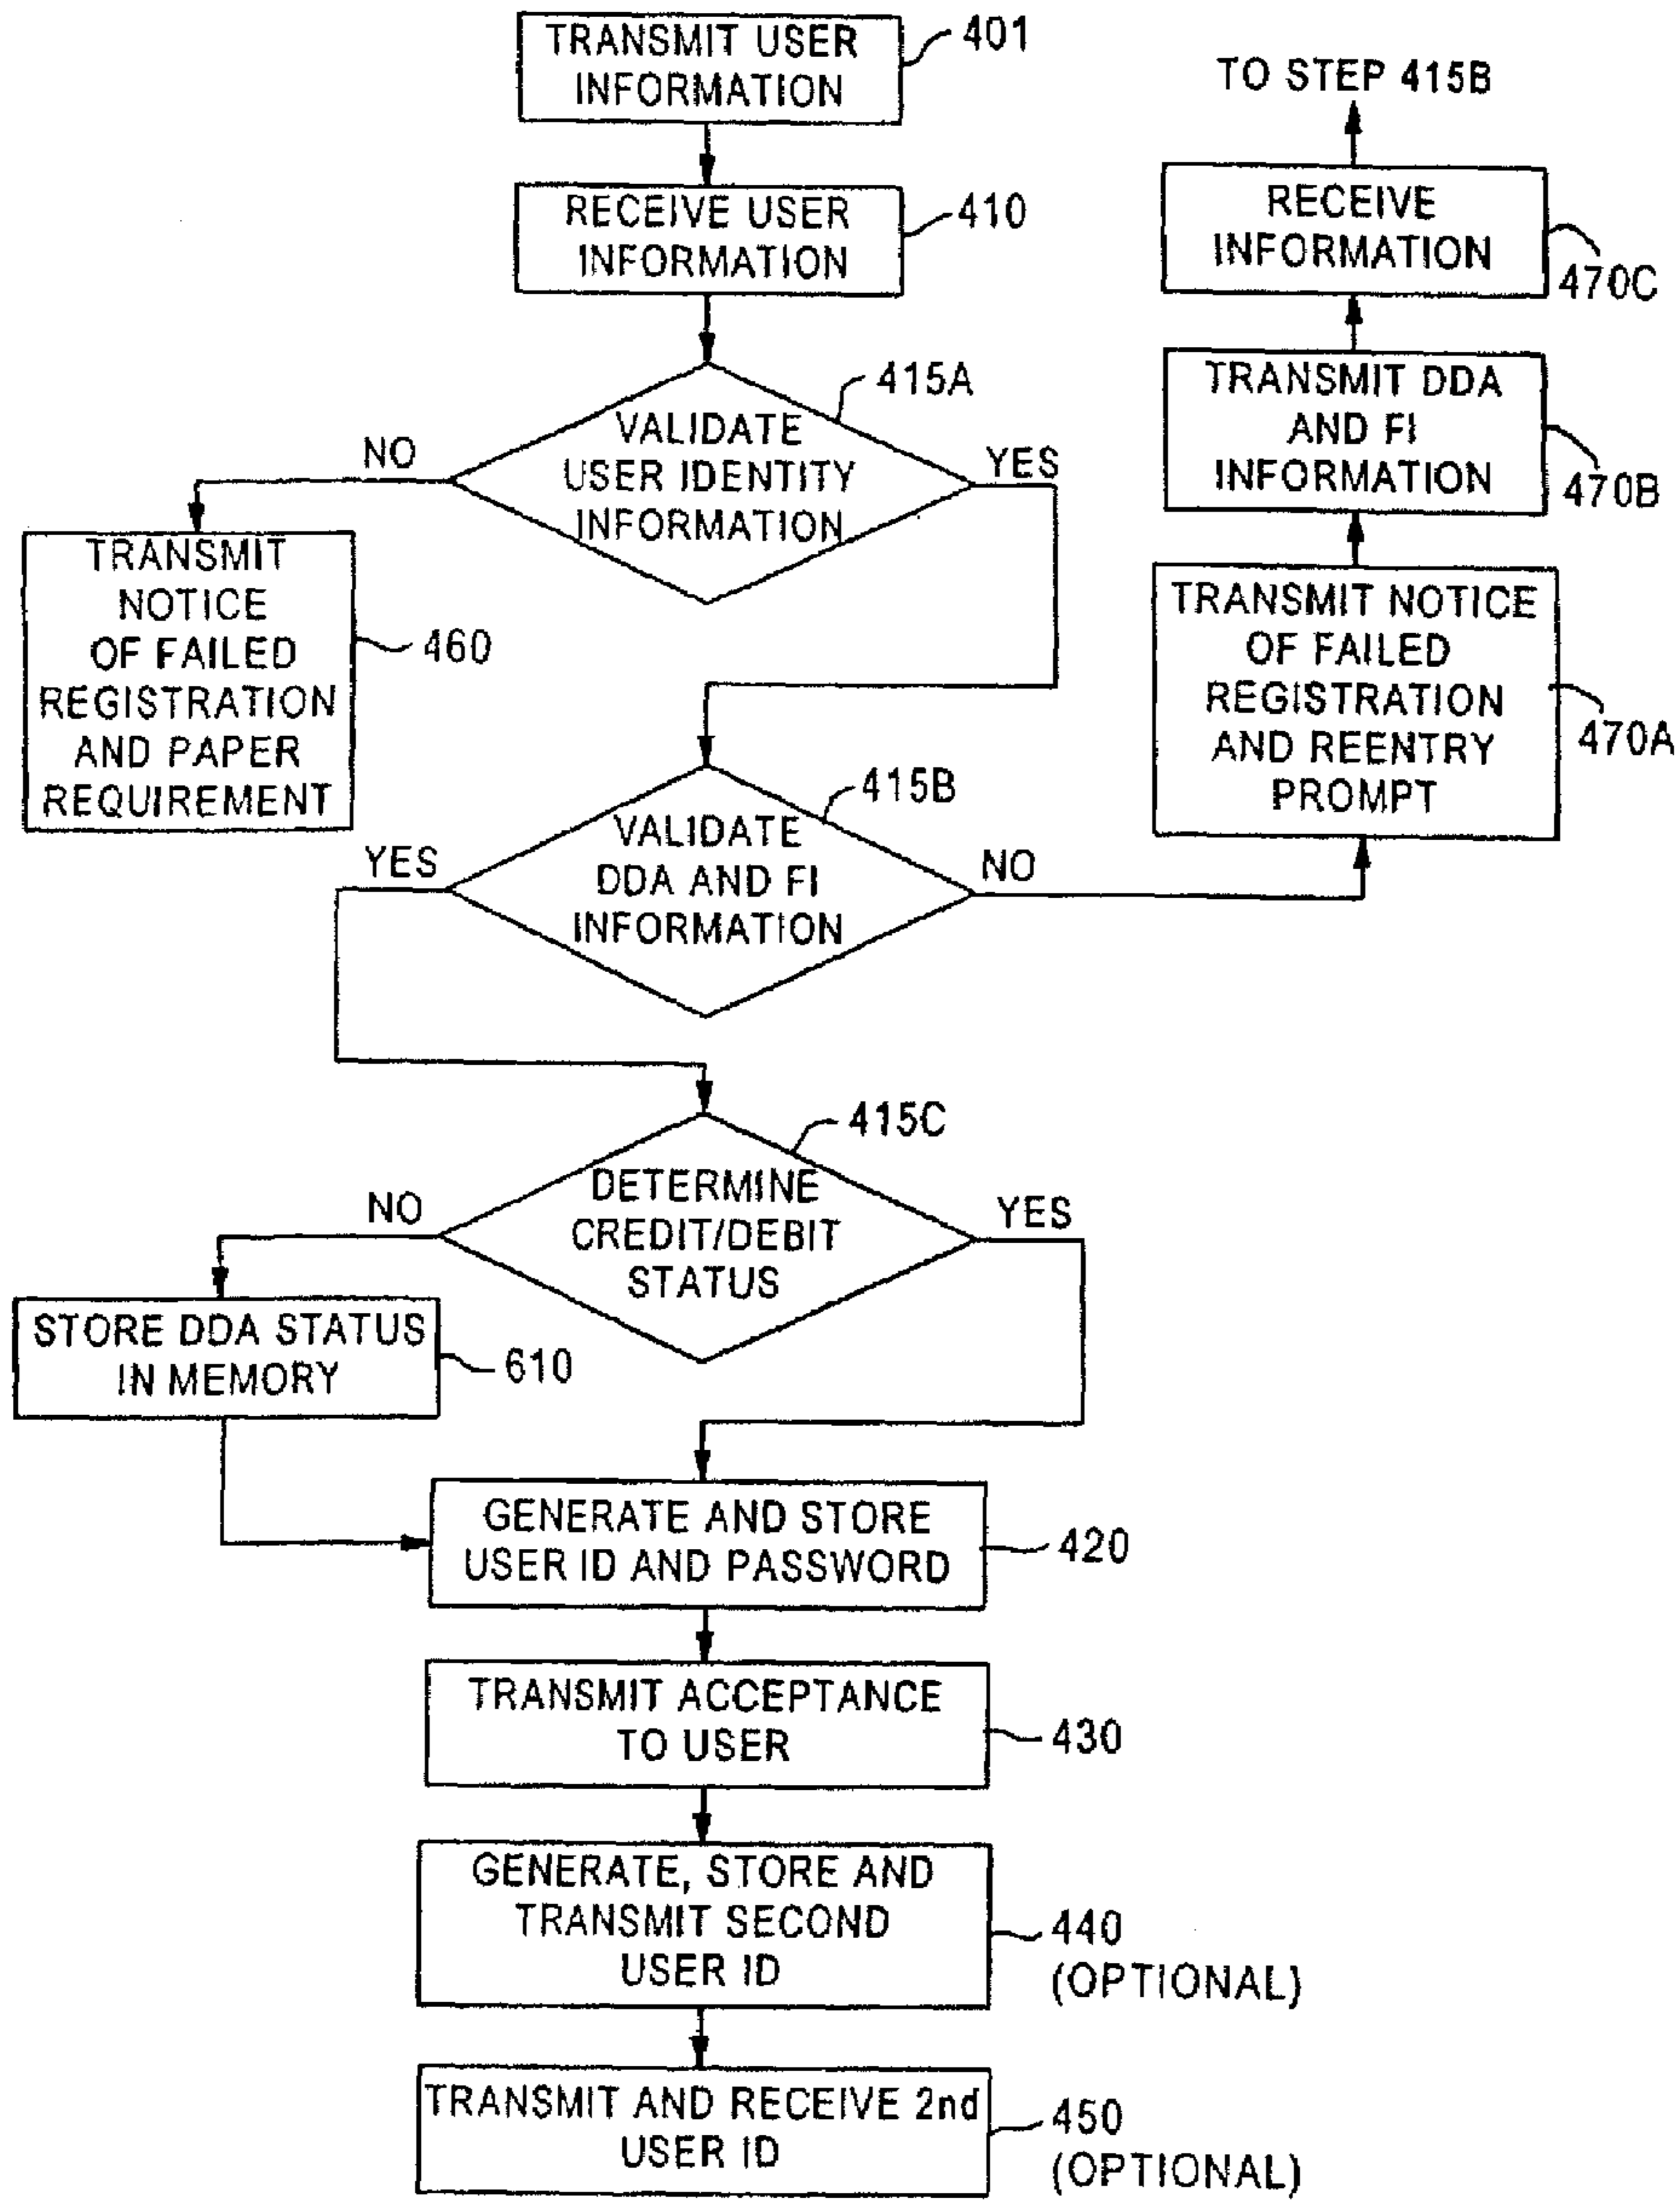 TRANSMIT USER
INFORMATION
401
RECEIVE USER
INFORMATION
410
TO STEP 415B
RECEIVE
INFORMATION
470C
TRANSMIT DDA
AND FI
INFORMATION
470B
TRANSMIT NOTICE
OF FAILED
REGISTRATION
AND REENTRY
PROMPT
470A
415A
VALIDATE
USER IDENTITY
INFORMATION
NO
YES
TRANSMIT
NOTICE
OF FAILED
REGISTRATION
AND PAPER
REQUIREMENT
460
415B
VALIDATE
DDA AND FI
INFORMATION
YES
NO
415C
DETERMINE
CREDIT/DEBIT
STATUS
NO
YES
STORE DDA STATUS
IN MEMORY
610
GENERATE AND STORE
USER ID AND PASSWORD
420
TRANSMIT ACCEPTANCE
TO USER
430
GENERATE, STORE AND
TRANSMIT SECOND
USER ID
440
(OPTIONAL)
TRANSMIT AND RECEIVE 2nd
USER ID
450
(OPTIONAL)